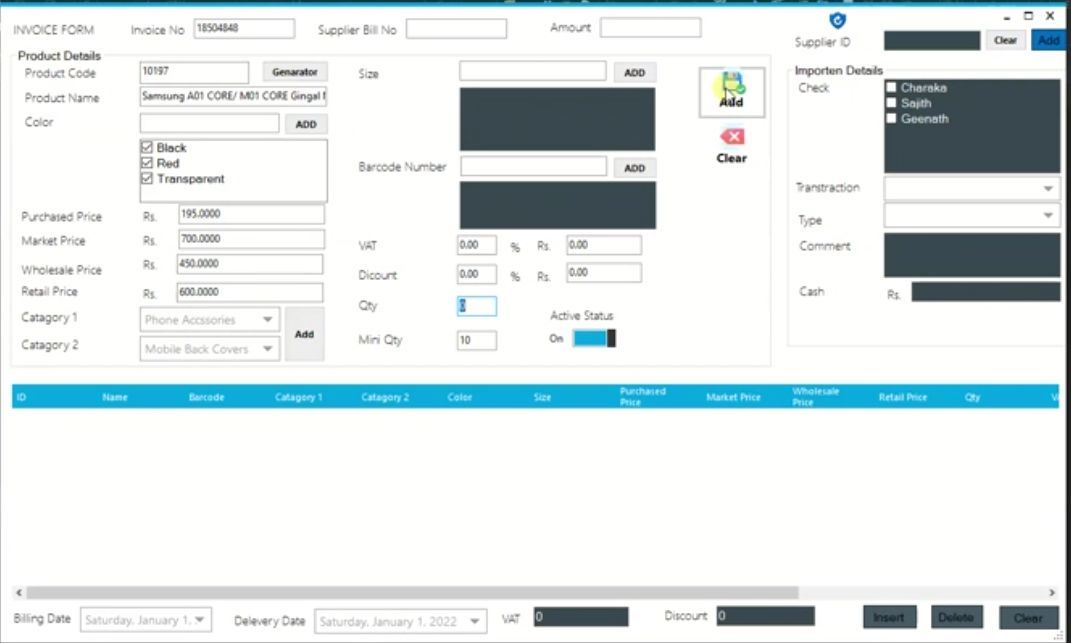 INVOICE FORM Invoice No 18504848 Supplier Bill No Amount
Supplier ID Clear Add
Product Details
Product Code 10197 Genarator
Product Name Samsung A01 CORE/ M01 CORE Gingal
Color ADD
Black
Red
Transparent
Purchased Price Rs. 195.0000
Market Price Rs. 700.0000
Wholesale Price Rs. 450.0000
Retail Price Rs. 600.0000
Catagory 1 Phone Accssories
Catagory 2 Mobile Back Covers
Add
Size ADD
Barcode Number ADD
VAT 0.00 % Rs. 0.00
Dicount 0.00 % Rs. 0.00
Qty 0
Mini Qty 10
Active Status
On
Add
Clear
Importen Details
Check
Charaka
Sajith
Geenath
Transtraction
Type
Comment
Cash Rs.
ID Name Barcode Catagory 1 Catagory 2 Color Size Purchased Price Market Price Wholesale Price Retail Price Qty
Billing Date Saturday, January 1, Delevery Date Saturday, January 1, 2022 VAT 0 Discount 0 Insert Delete Clear